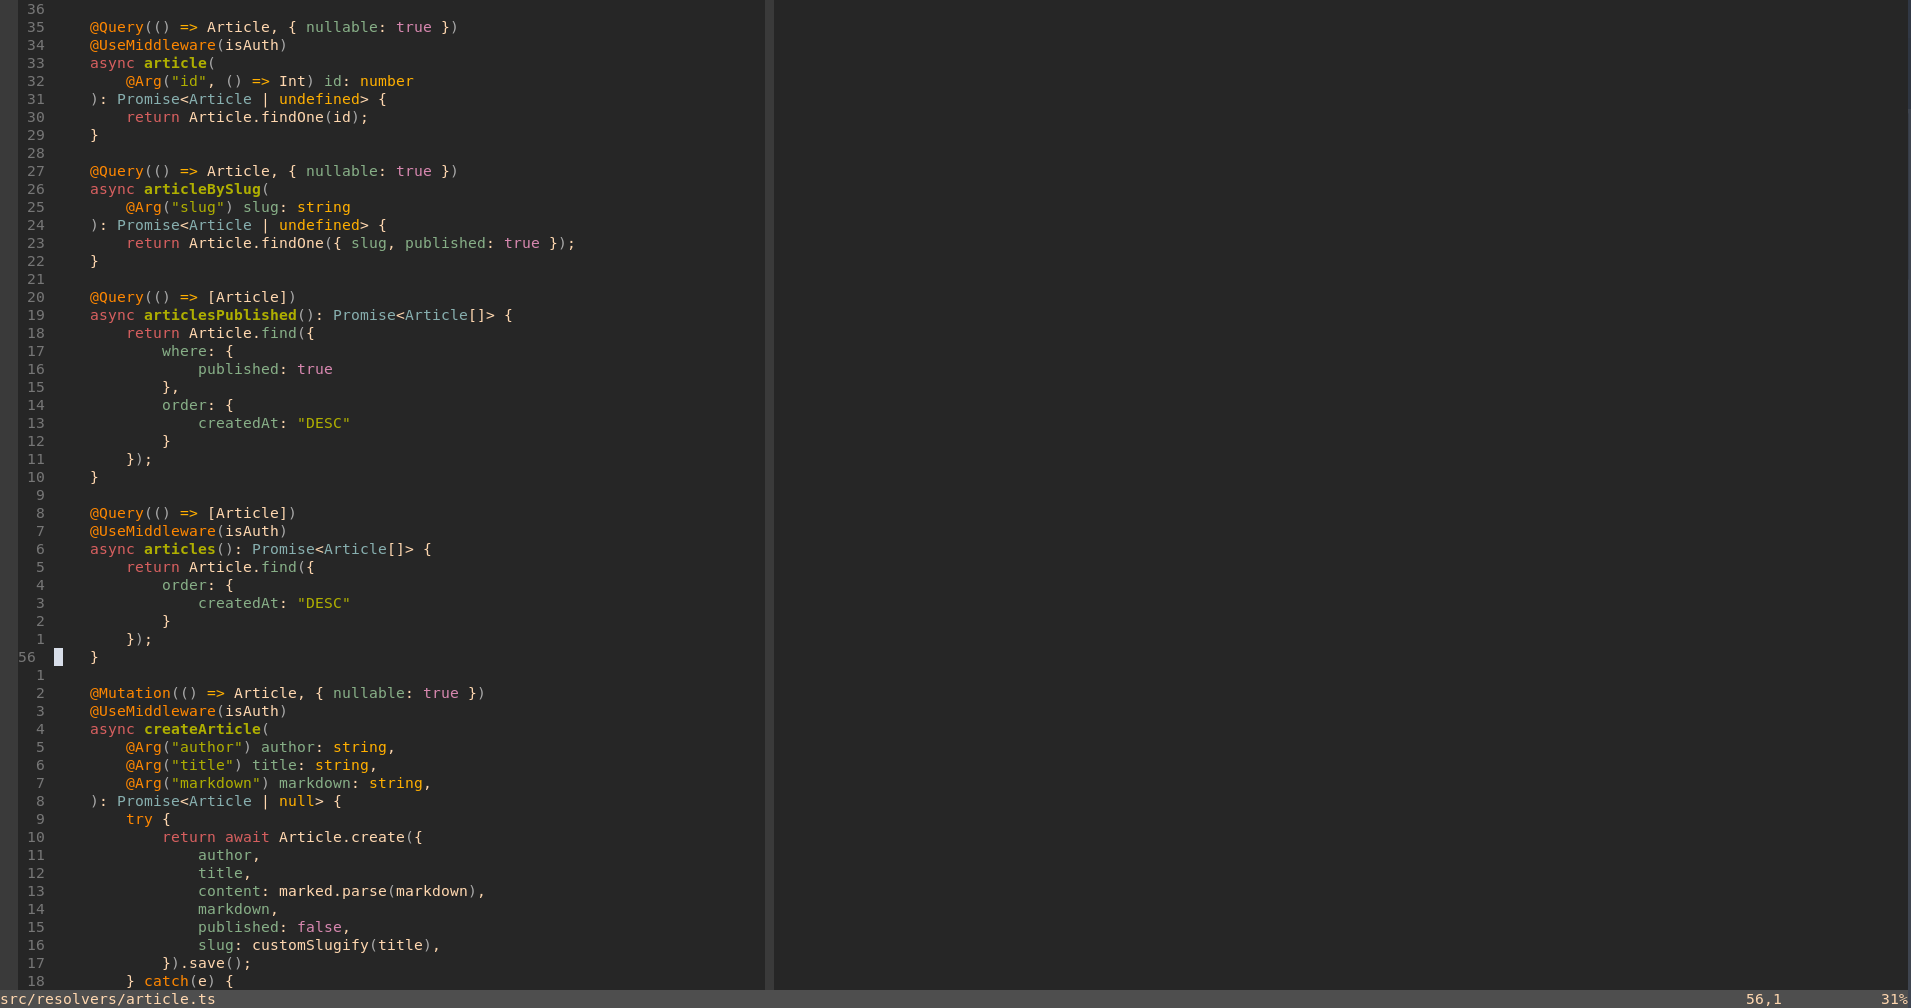 36
35     @Query(() => Article, { nullable: true })
34     @UseMiddleware(isAuth)
33     async article(
32         @Arg("id", () => Int) id: number
31     ): Promise<Article | undefined> {
30         return Article.findOne(id);
29     }
28
27     @Query(() => Article, { nullable: true })
26     async articleBySlug(
25         @Arg("slug") slug: string
24     ): Promise<Article | undefined> {
23         return Article.findOne({ slug, published: true });
22     }
21
20     @Query(() => [Article])
19     async articlesPublished(): Promise<Article[]> {
18         return Article.find({
17             where: {
16                 published: true
15             },
14             order: {
13                 createdAt: "DESC"
12             }
11         });
10     }
9
8     @Query(() => [Article])
7     @UseMiddleware(isAuth)
6     async articles(): Promise<Article[]> {
5         return Article.find({
4             order: {
3                 createdAt: "DESC"
2             }
1         });
56     }
1
2     @Mutation(() => Article, { nullable: true })
3     @UseMiddleware(isAuth)
4     async createArticle(
5         @Arg("author") author: string,
6         @Arg("title") title: string,
7         @Arg("markdown") markdown: string,
8     ): Promise<Article | null> {
9         try {
10             return await Article.create({
11                 author,
12                 title,
13                 content: marked.parse(markdown),
14                 markdown,
15                 published: false,
16                 slug: customSlugify(title),
17             }).save();
18         } catch(e) {
src/resolvers/article.ts 56,1 31%